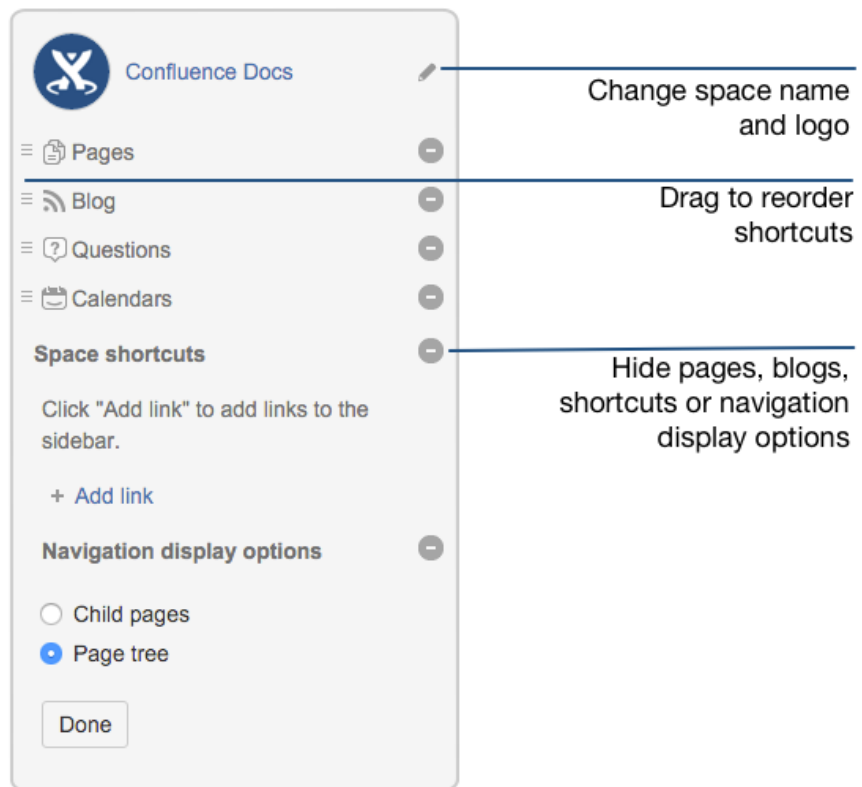 Confluence Docs
Change space name
and logo
Pages
Drag to reorder
shortcuts
Blog
Questions
Calendars
Space shortcuts
Hide pages, blogs,
shortcuts or navigation
display options
Click "Add link" to add links to the
sidebar.
+ Add link
Navigation display options
Child pages
Page tree
Done